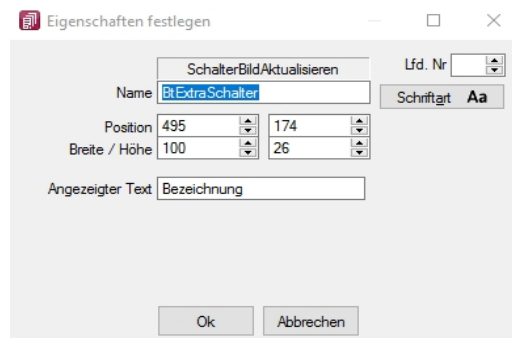 Eigenschaften festlegen
SchalterBildAktualisieren
Lfd. Nr
Name BtExtraSchalter
Schriftart Aa
Position 495 174
Breite / Höhe 100 26
Angezeigter Text Bezeichnung
Ok Abbrechen